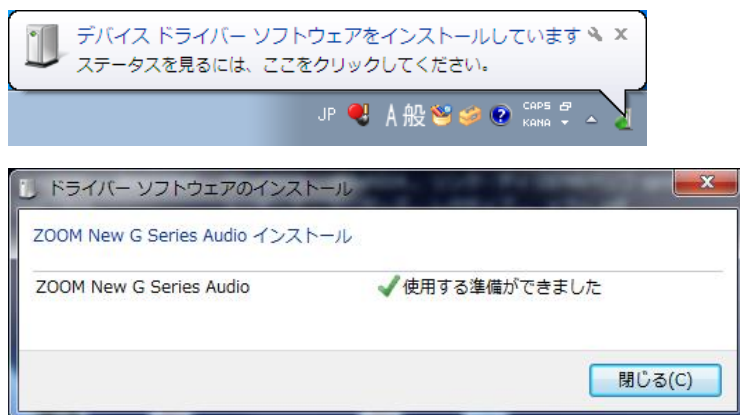 デバイス ドライバー ソフトウェアをインストールしています
ステータスを見るには、ここをクリックしてください。
JP A 般 CAPS KANA
ドライバー ソフトウェアのインストール
ZOOM New G Series Audio インストール
ZOOM New G Series Audio 使用する準備ができました
閉じる(C)